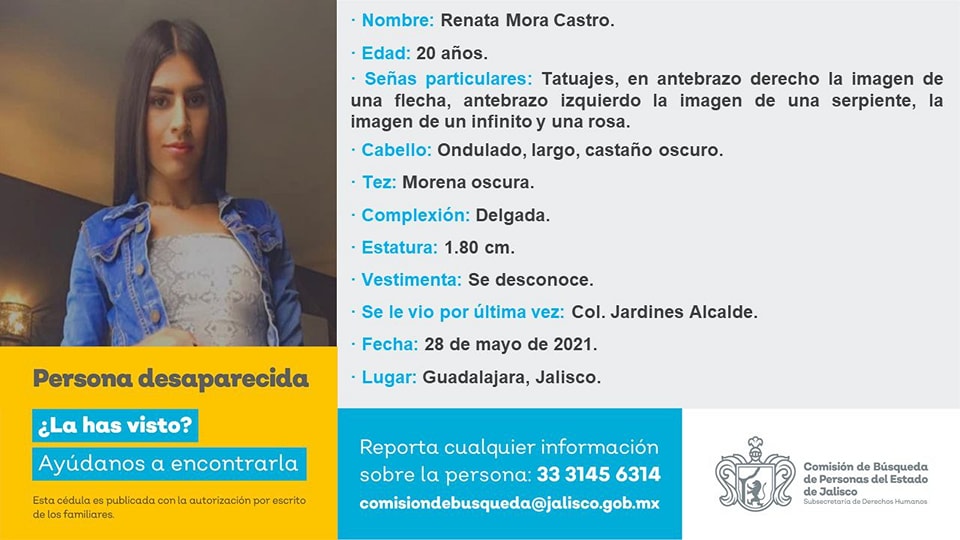 · Nombre: Renata Mora Castro.
· Edad: 20 años.
· Señas particulares: Tatuajes, en antebrazo derecho la imagen de
una flecha, antebrazo izquierdo la imagen de una serpiente, la
imagen de un infinito y una rosa.
· Cabello: Ondulado, largo, castaño oscuro.
· Tez: Morena oscura.
· Complexión: Delgada.
· Estatura: 1.80 cm.
· Vestimenta: Se desconoce.
· Se le vio por última vez: Col. Jardines Alcalde.
· Fecha: 28 de mayo de 2021.
· Lugar: Guadalajara, Jalisco.
Persona desaparecida
¿La has visto?
Ayúdanos a encontrarla
Esta cédula es publicada con la autorización por escrito
de los familiares.
Reporta cualquier información
sobre la persona: 33 3145 6314
comisiondebusqueda@jalisco.gob.mx
Comisión de Búsqueda
de Personas del Estado
de Jalisco
Subsecretaría de Derechos Humanos